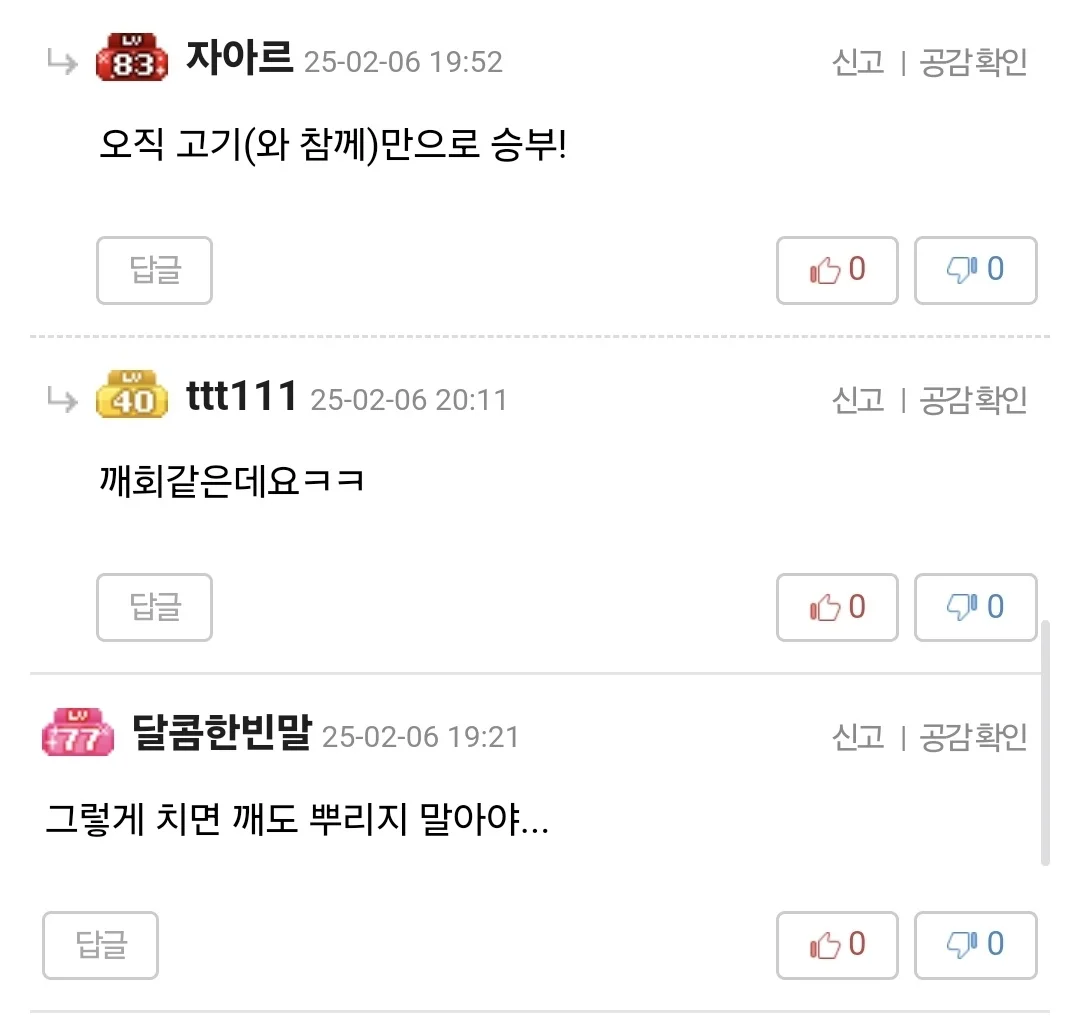 LV 83 자아르 25-02-06 19:52 신고 | 공감 확인
오직 고기(와 참께)만으로 승부!
답글 0 0
LV 40 ttt111 25-02-06 20:11 신고 | 공감 확인
깨회같은데요ㅋㅋ
답글 0 0
LV 77 달콤한빈말 25-02-06 19:21 신고 | 공감 확인
그렇게 치면 깨도 뿌리지 말아야...
답글 0 0